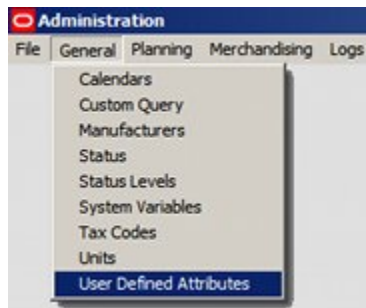 Administration
File General Planning Merchandising Logs
Calendars
Custom Query
Manufacturers
Status
Status Levels
System Variables
Tax Codes
Units
User Defined Attributes